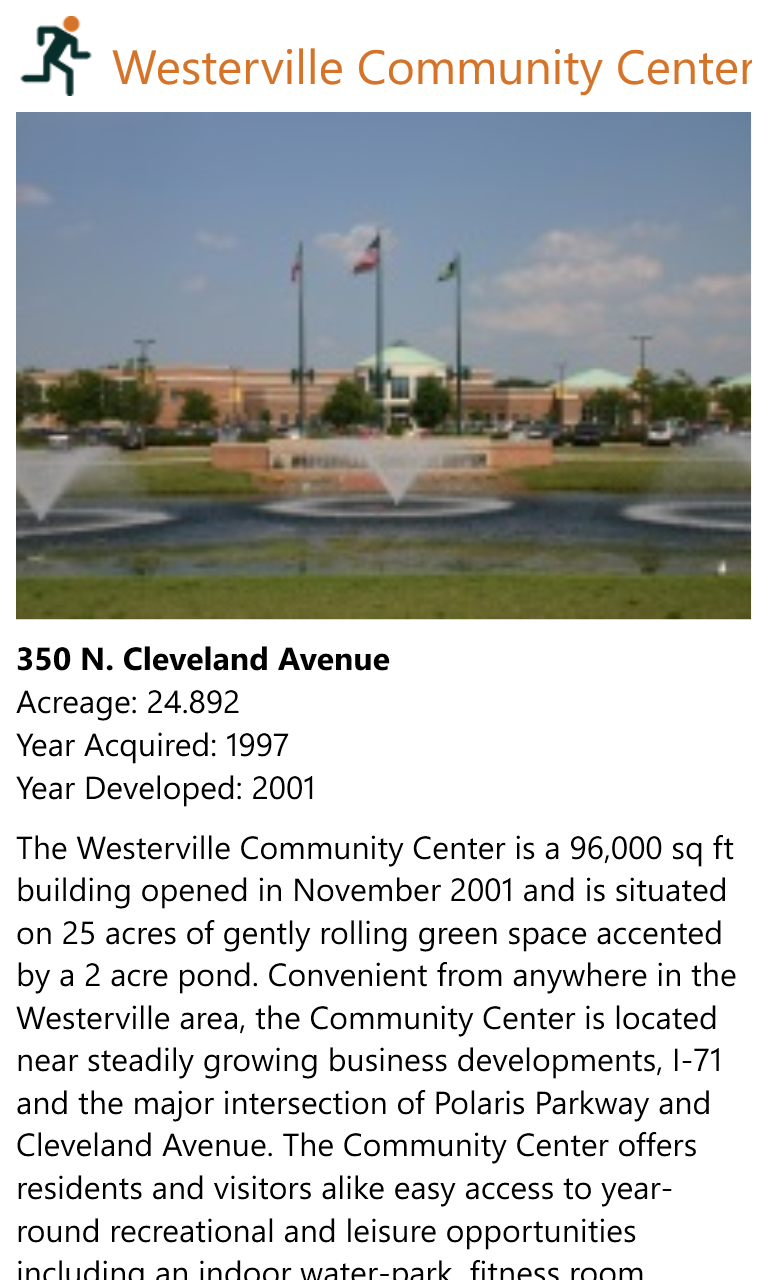 Westerville Community Center
350 N. Cleveland Avenue
Acreage: 24.892
Year Acquired: 1997
Year Developed: 2001
The Westerville Community Center is a 96,000 sq ft
building opened in November 2001 and is situated
on 25 acres of gently rolling green space accented
by a 2 acre pond. Convenient from anywhere in the
Westerville area, the Community Center is located
near steadily growing business developments, I-71
and the major intersection of Polaris Parkway and
Cleveland Avenue. The Community Center offers
residents and visitors alike easy access to year-
round recreational and leisure opportunities
including an indoor water-park, fitness room